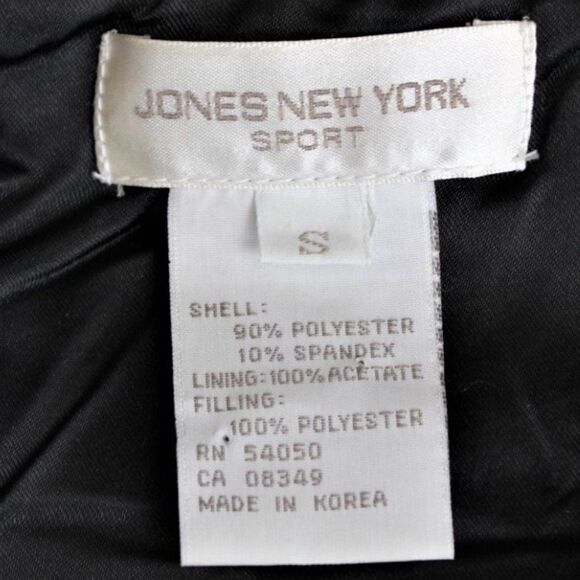 JONES NEW YORK
SPORT
S
SHELL:
90% POLYESTER
10% SPANDEX
LINING:100% ACETATE
FILLING:
100% POLYESTER
RN 54050
CA 08349
MADE IN KOREA